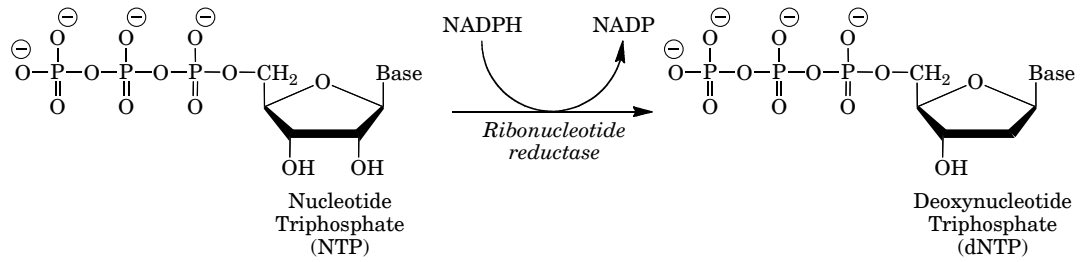 NADPH NADP
⊖ ⊖ ⊖ ⊖ ⊖ ⊖
O O O O O O
⊖O–P–O–P–O–P–O–CH₂ O Base ⊖O–P–O–P–O–P–O–CH₂ O Base
O O O O O O
Ribonucleotide
reductase
OH OH OH
Nucleotide
Triphosphate
(NTP)
Deoxynucleotide
Triphosphate
(dNTP)